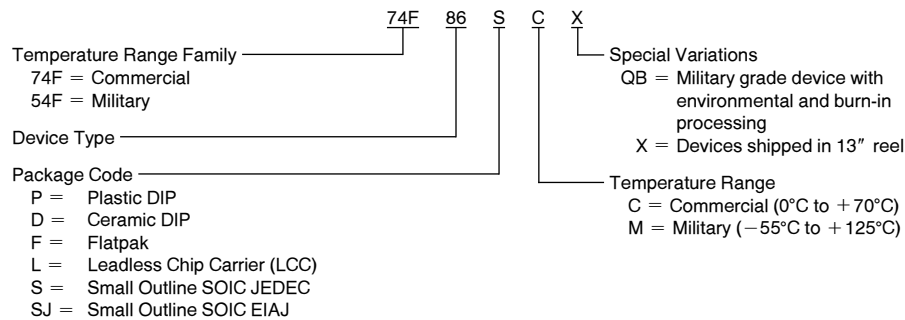 74F 86 S C X
Temperature Range Family
74F = Commercial
54F = Military
Device Type
Package Code
P = Plastic DIP
D = Ceramic DIP
F = Flatpak
L = Leadless Chip Carrier (LCC)
S = Small Outline SOIC JEDEC
SJ = Small Outline SOIC EIAJ
Special Variations
QB = Military grade device with
environmental and burn-in
processing
X = Devices shipped in 13″ reel
Temperature Range
C = Commercial (0°C to +70°C)
M = Military (−55°C to +125°C)